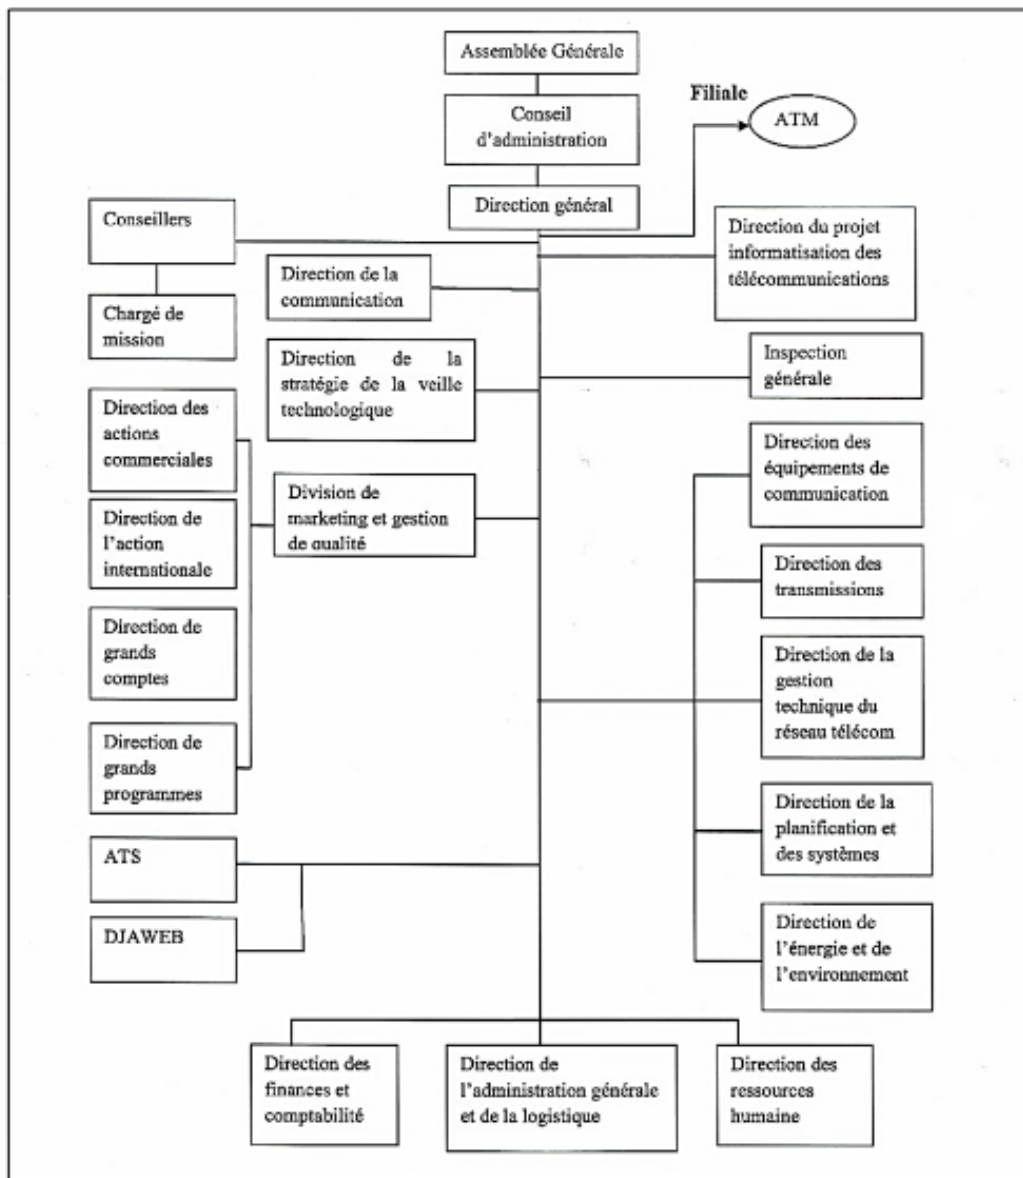 Assemblée Générale
Filiale
ATM
Conseil
d'administration
Direction général
Conseillers
Direction du projet
informatisation des
télécommunications
Direction de la
communication
Chargé de
mission
Direction de la
stratégie de la veille
technologique
Inspection
générale
Direction des
actions
commerciales
Direction des
équipements de
communication
Division de
marketing et gestion
de qualité
Direction de
l'action
internationale
Direction des
transmissions
Direction de
grands
comptes
Direction de la
gestion
technique du
réseau télécom
Direction de
grands
programmes
Direction de la
planification et
des systèmes
ATS
DJAWEB
Direction de
l'énergie et de
l'environnement
Direction des
finances et
comptabilité
Direction de
l'administration générale
et de la logistique
Direction des
ressources
humaine